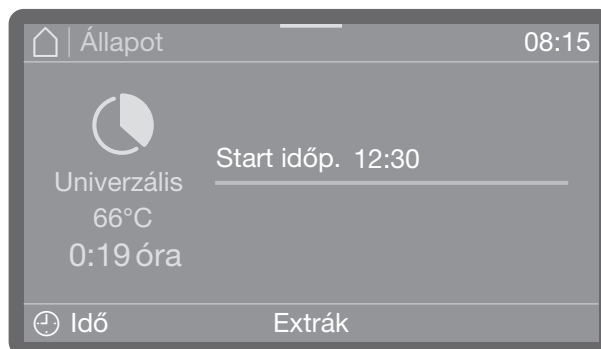 Állapot 08:15
Start időp. 12:30
Univerzális
66°C
0:19 óra
Idő Extrák